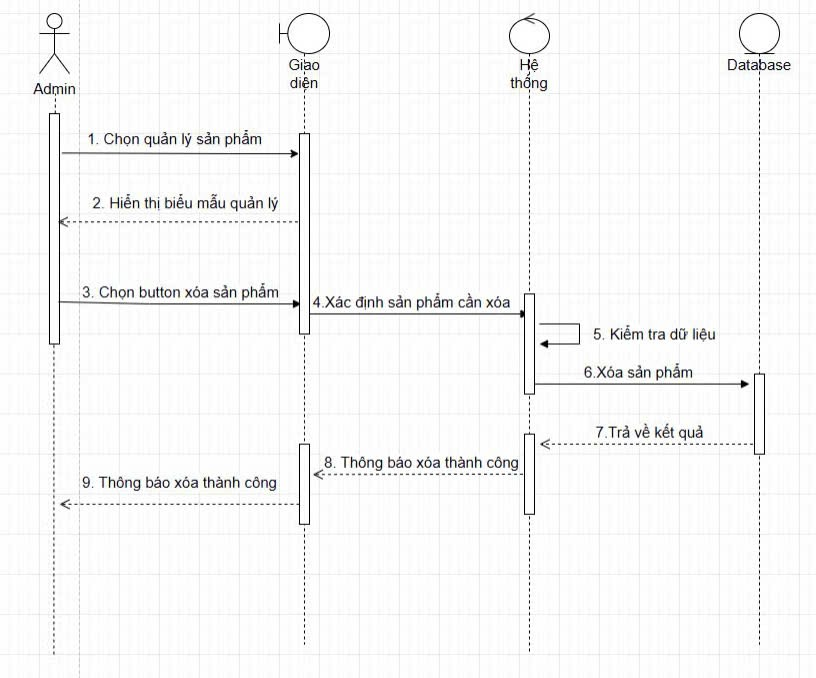 Admin
Giao
diện
Hệ
thống
Database
1. Chọn quản lý sản phẩm
2. Hiển thị biểu mẫu quản lý
3. Chọn button xóa sản phẩm
4.Xác định sản phẩm cần xóa
5. Kiểm tra dữ liệu
6.Xóa sản phẩm
7.Trả về kết quả
8. Thông báo xóa thành công
9. Thông báo xóa thành công